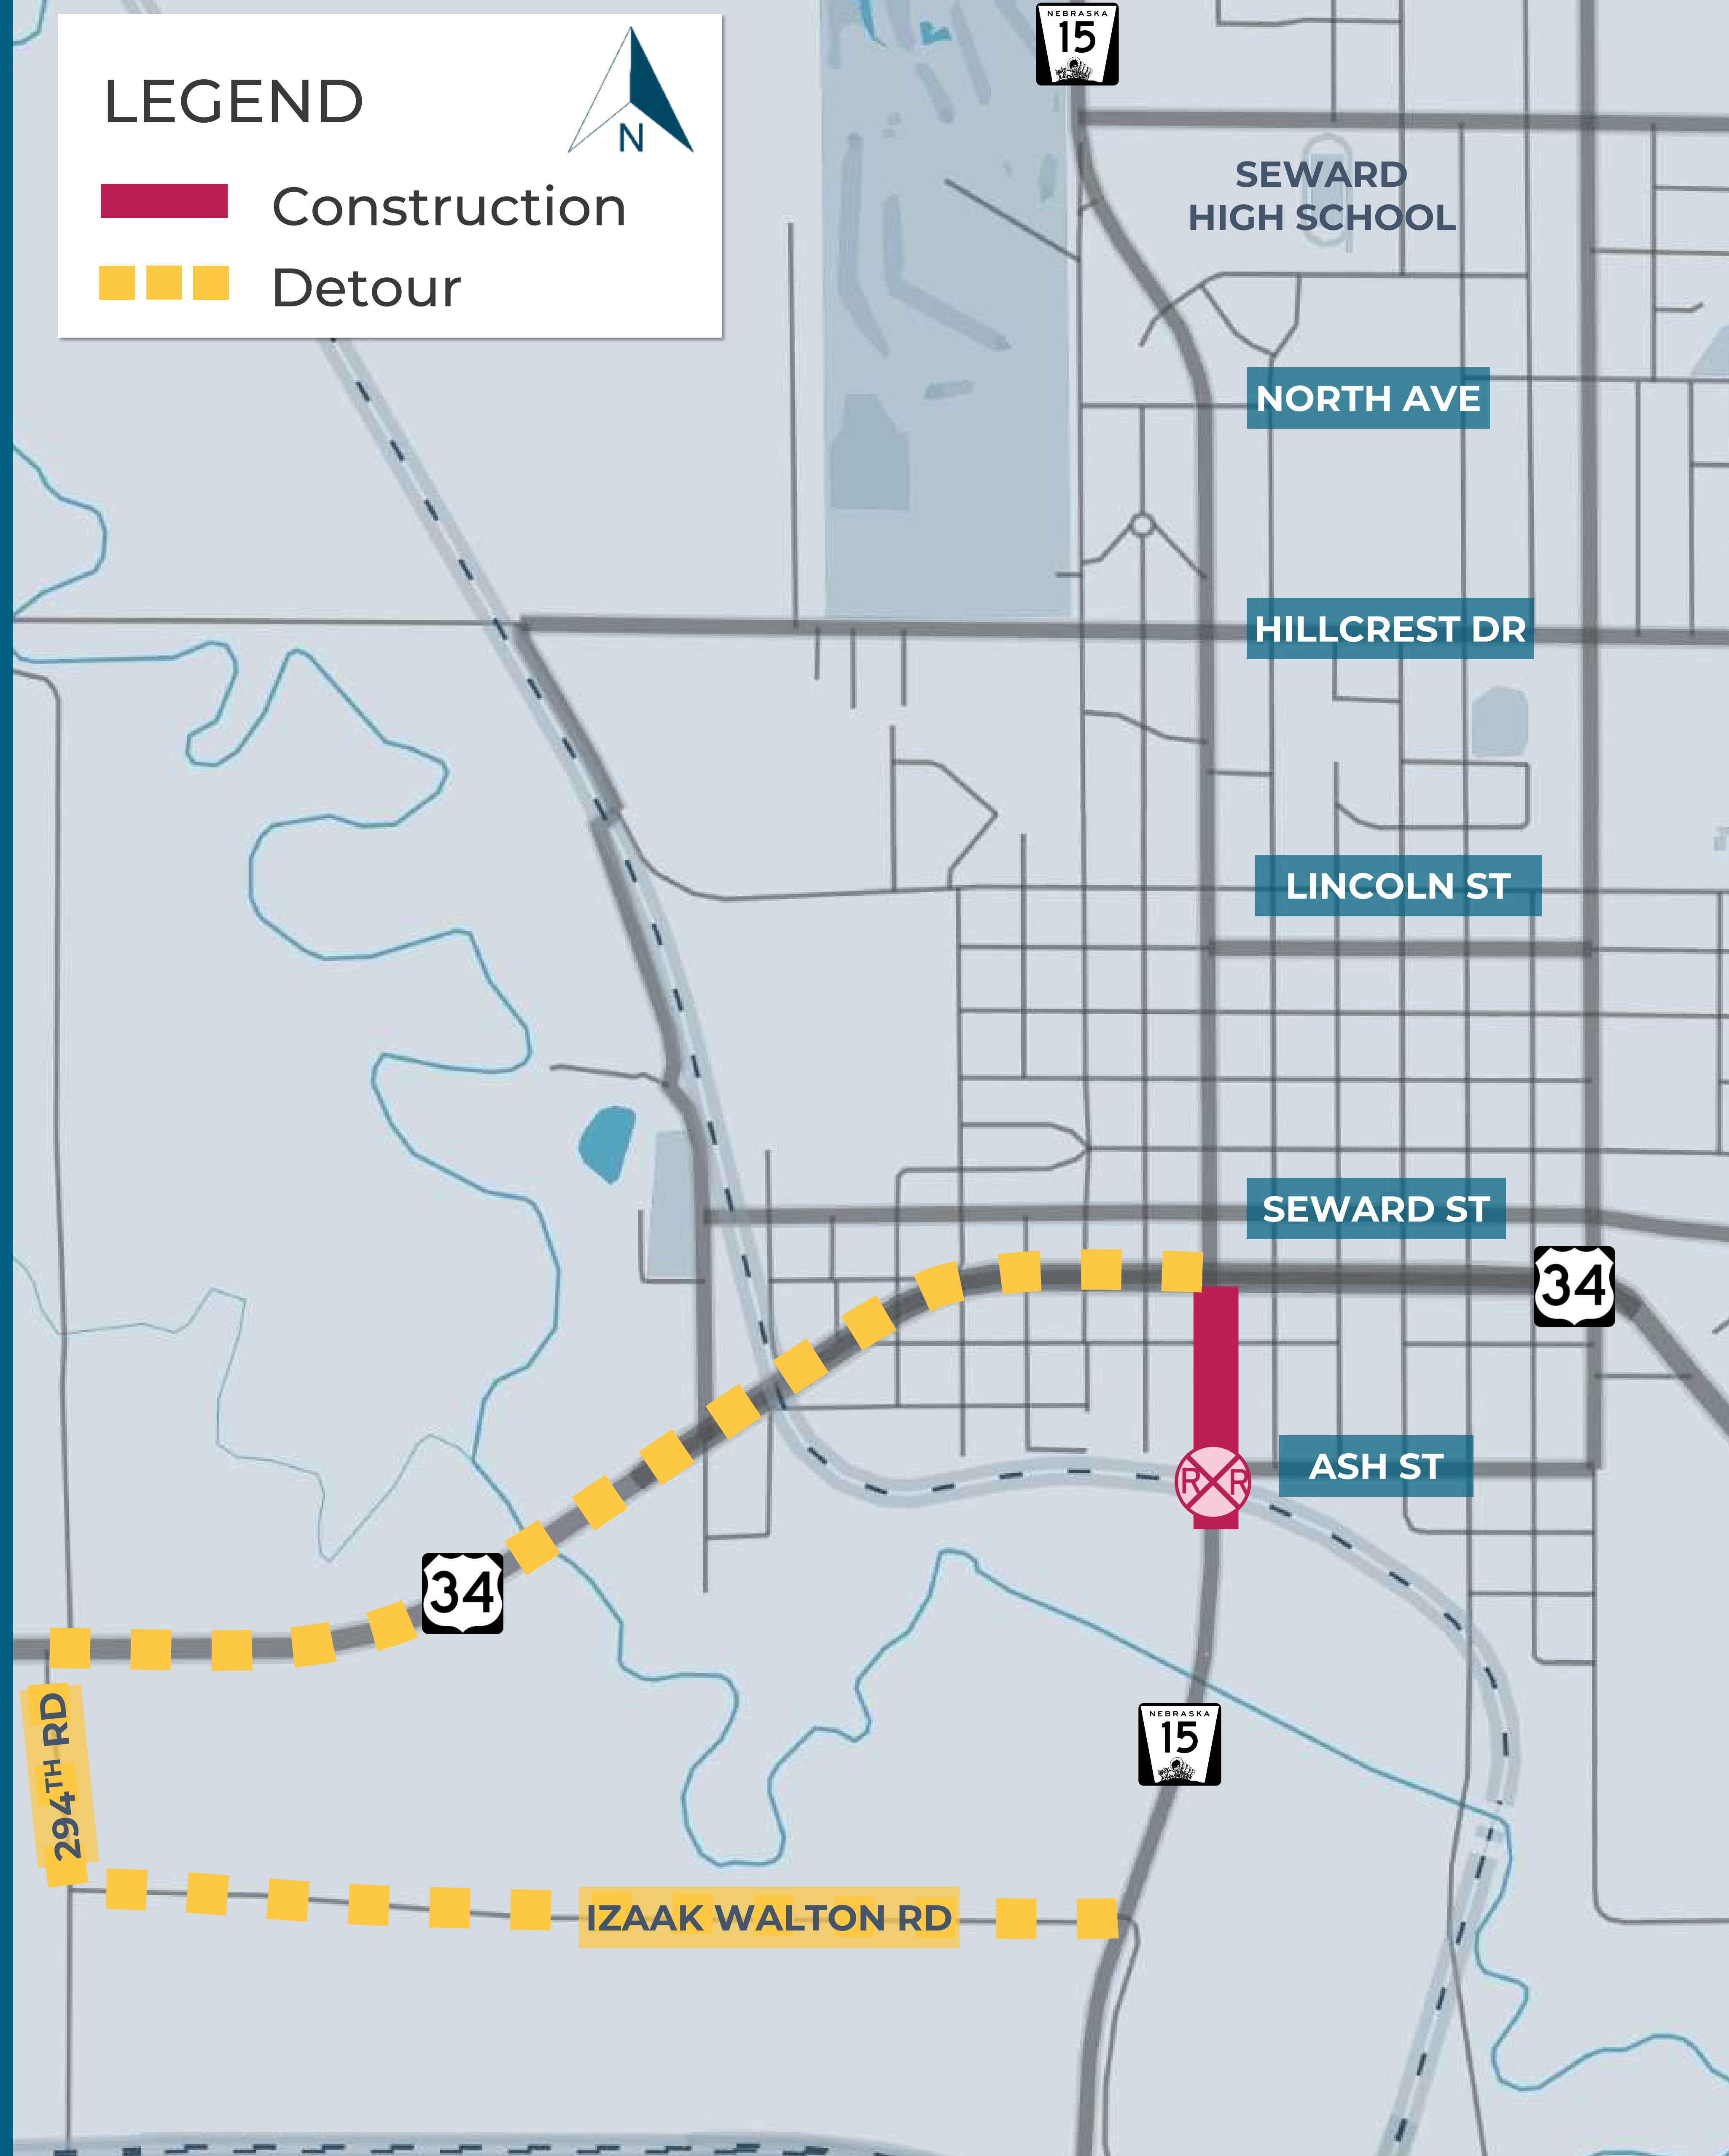 NEBRASKA
15
LEGEND
N
Construction
Detour
SEWARD
HIGH SCHOOL
NORTH AVE
HILLCREST DR
LINCOLN ST
SEWARD ST
34
ASH ST
R R
34
294TH RD
NEBRASKA
15
IZAAK WALTON RD